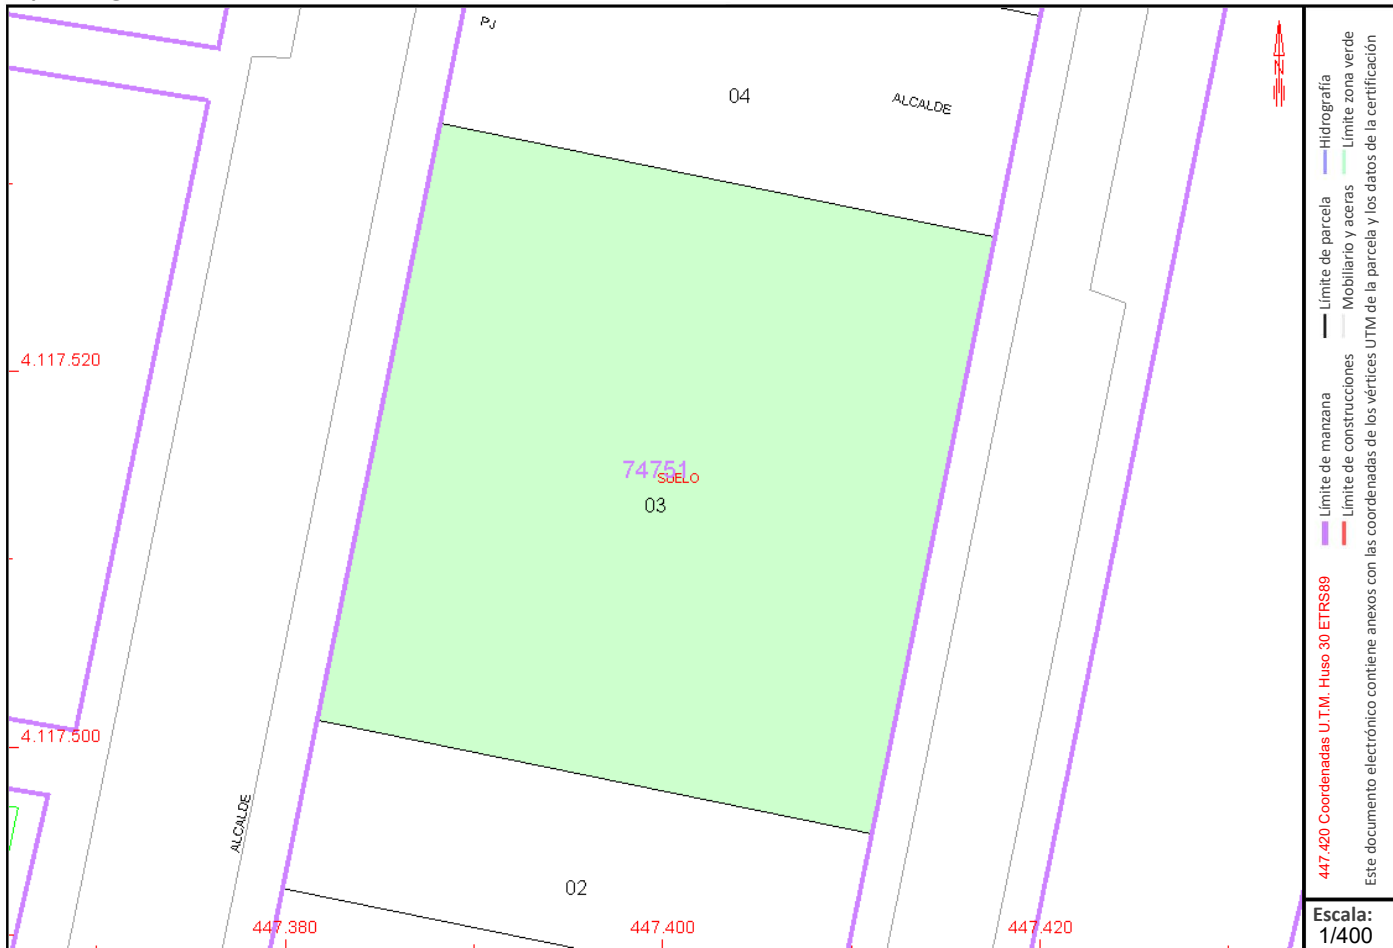 PJ
04
ALCALDE
4.117.520
74751
SUELO
03
4.117.500
ALCALDE
02
447.380
447.400
447.420
N
Hidrografía
Límite zona verde
Límite de parcela
Mobiliario y aceras
Límite de manzana
Límite de construcciones
447.420 Coordenadas U.T.M. Huso 30 ETRS89
Este documento electrónico contiene anexos con las coordenadas de los vértices UTM de la parcela y los datos de la certificación
Escala:
1/400